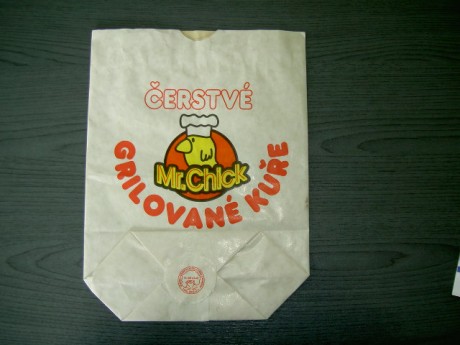 ČERSTVÉ
Mr. Chick
GRILOVANÉ KUŘE